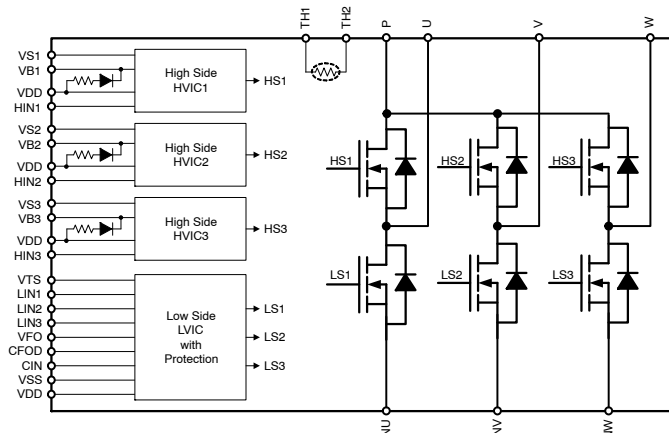 TH1
TH2
P
U
V
W
VS1
VB1
VDD
HIN1
High Side
HVIC1
HS1
VS2
VB2
VDD
HIN2
High Side
HVIC2
HS2
VS3
VB3
VDD
HIN3
High Side
HVIC3
HS3
VTS
LIN1
LIN2
LIN3
VFO
CFOD
CIN
VSS
VDD
Low Side
LVIC
with
Protection
LS1
LS2
LS3
HS1
HS2
HS3
LS1
LS2
LS3
NU
NV
NW